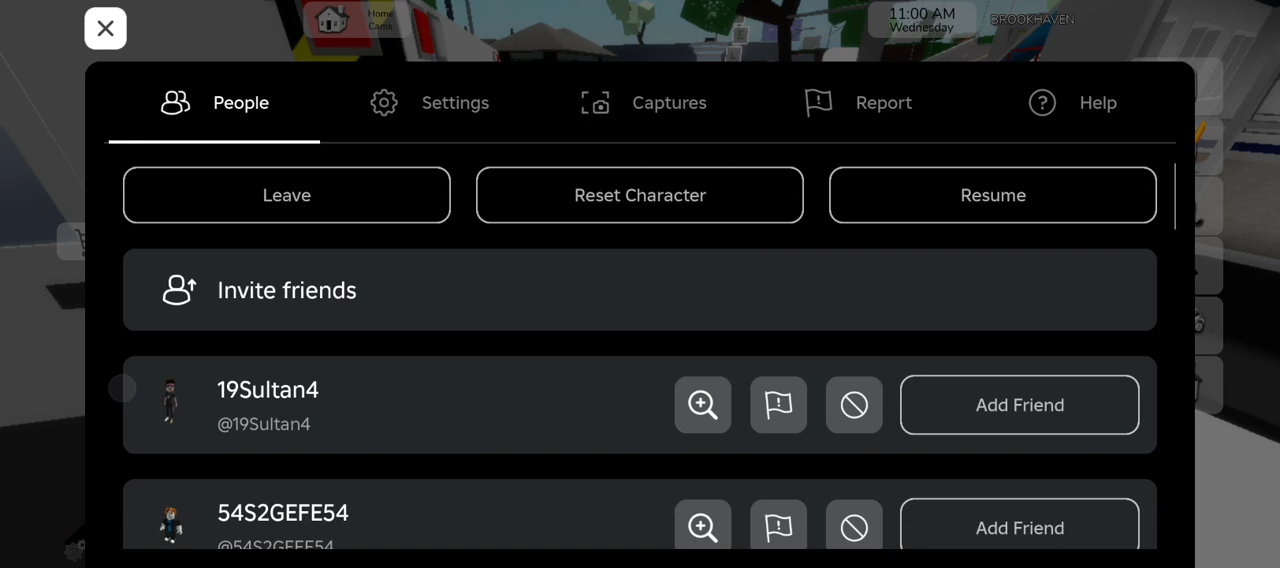 Home
Cams
11:00 AM
Wednesday
BROOKHAVEN
People
Settings
Captures
Report
Help
Leave
Reset Character
Resume
Invite friends
19Sultan4
@19Sultan4
Add Friend
54S2GEFE54
@54S2GEFE54
Add Friend